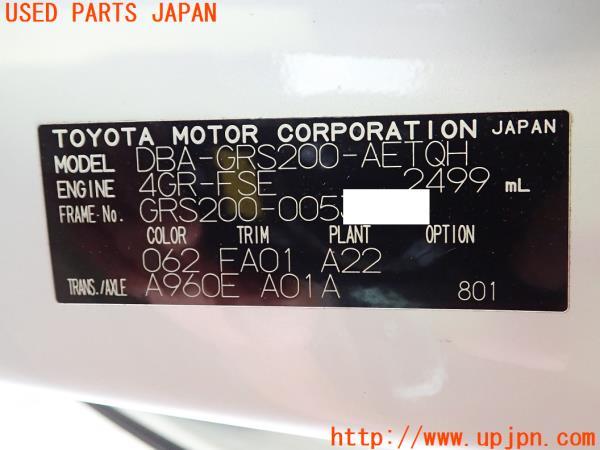 USED PARTS JAPAN
TOYOTA MOTOR CORPORATION JAPAN
MODEL DBA-GRS200-AETQH
ENGINE 4GR-FSE 2499 mL
FRAME-No. GRS200-005
COLOR TRIM PLANT OPTION
062 FA01 A22
TRANS./AXLE A960E A01A 801
http://www.upjpn.com/